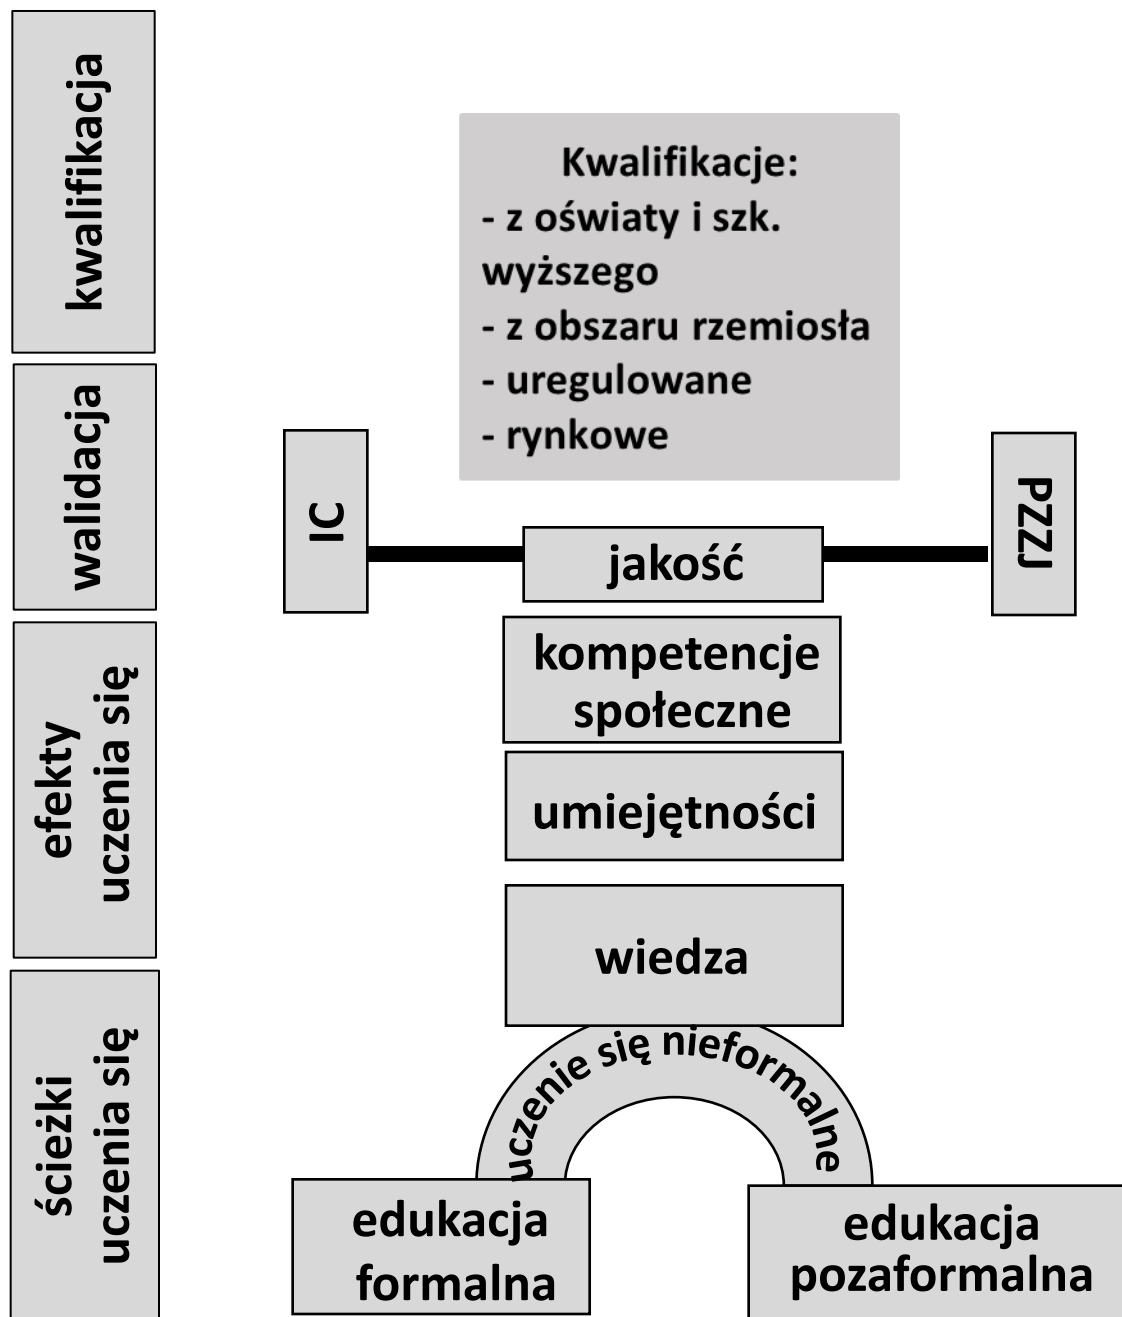 kwalifikacja
walidacja
efekty
uczenia się
ścieżki
uczenia się
Kwalifikacje:
- z oświaty i szk.
wyższego
- z obszaru rzemiosła
- uregulowane
- rynkowe
IC
jakość
PZZJ
kompetencje
społeczne
umiejętności
wiedza
uczenie się nieformalne
edukacja
formalna
edukacja
pozaformalna